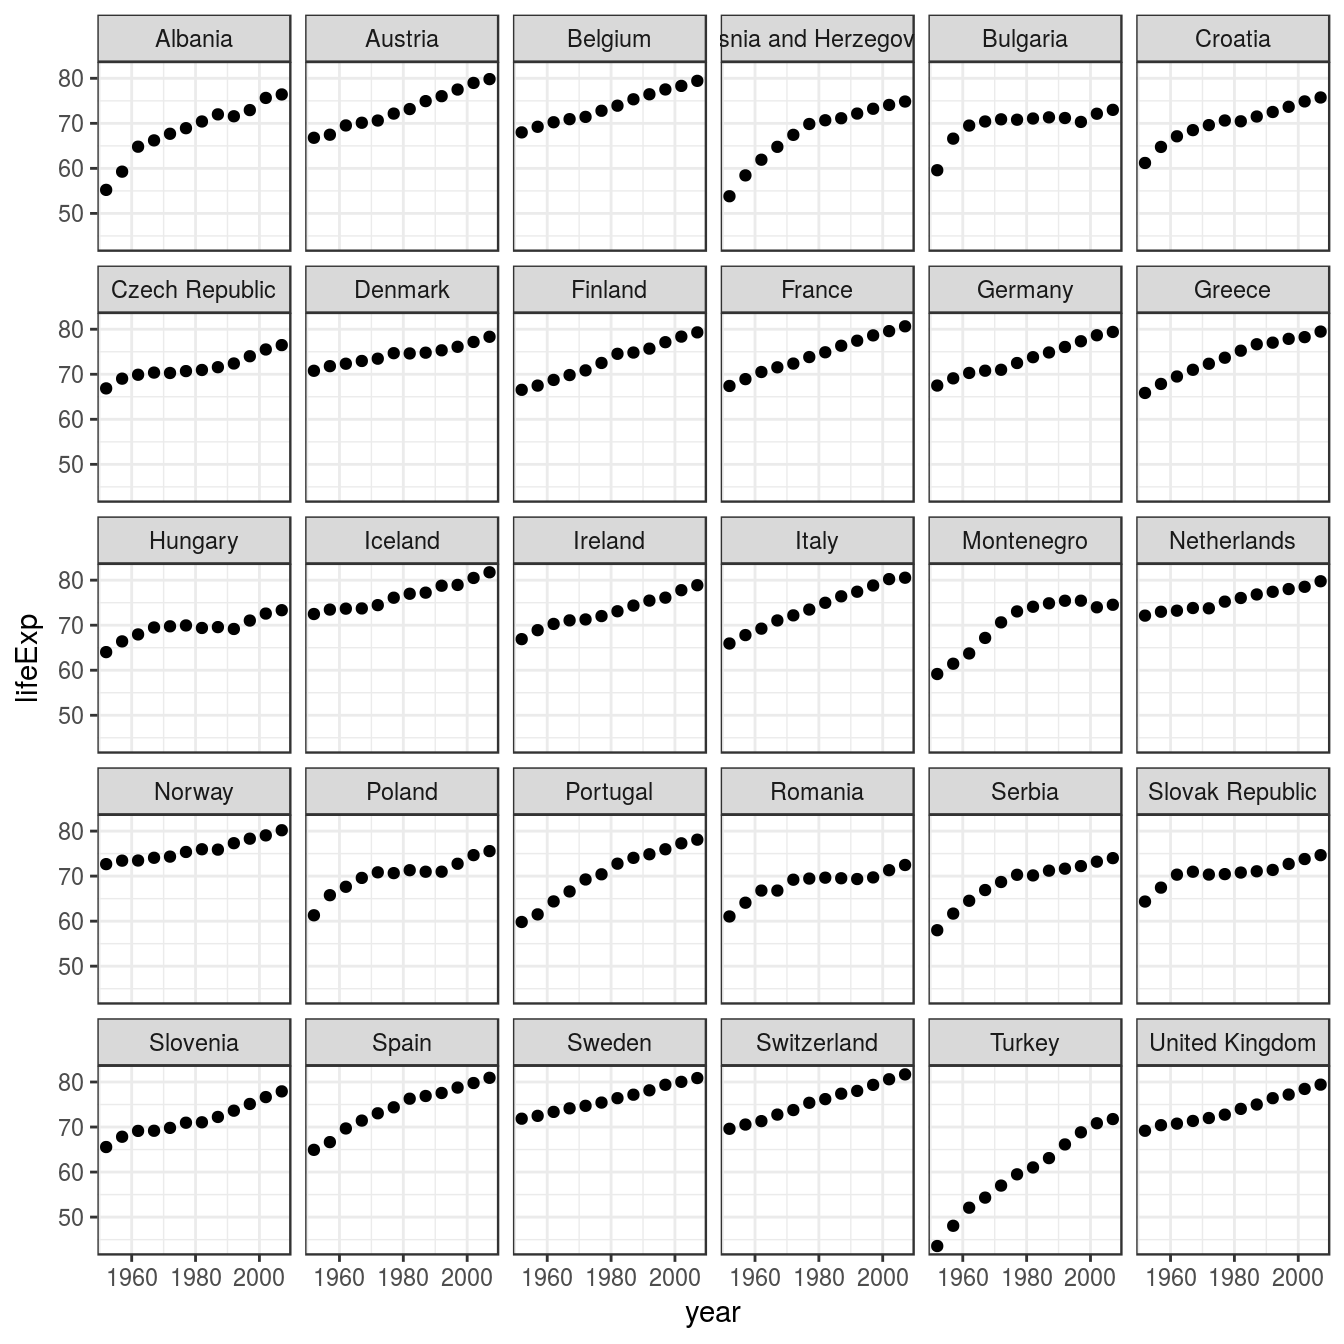 Albania Austria Belgium snia and Herzegov Bulgaria Croatia
80
70
60
50
Czech Republic Denmark Finland France Germany Greece
80
70
60
50
Hungary Iceland Ireland Italy Montenegro Netherlands
80
70
60
50
lifeExp
Norway Poland Portugal Romania Serbia Slovak Republic
80
70
60
50
Slovenia Spain Sweden Switzerland Turkey United Kingdom
80
70
60
50
1960 1980 2000 1960 1980 2000 1960 1980 2000 1960 1980 2000 1960 1980 2000 1960 1980 2000
year